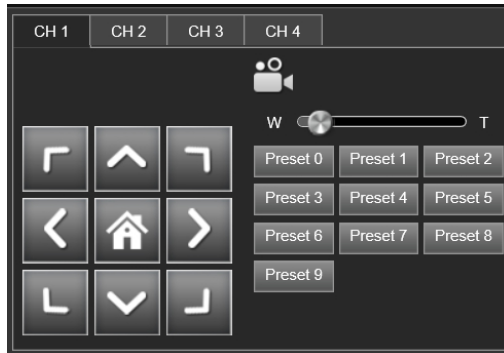 CH 1 CH 2 CH 3 CH 4
W T
Preset 0 Preset 1 Preset 2
Preset 3 Preset 4 Preset 5
Preset 6 Preset 7 Preset 8
Preset 9